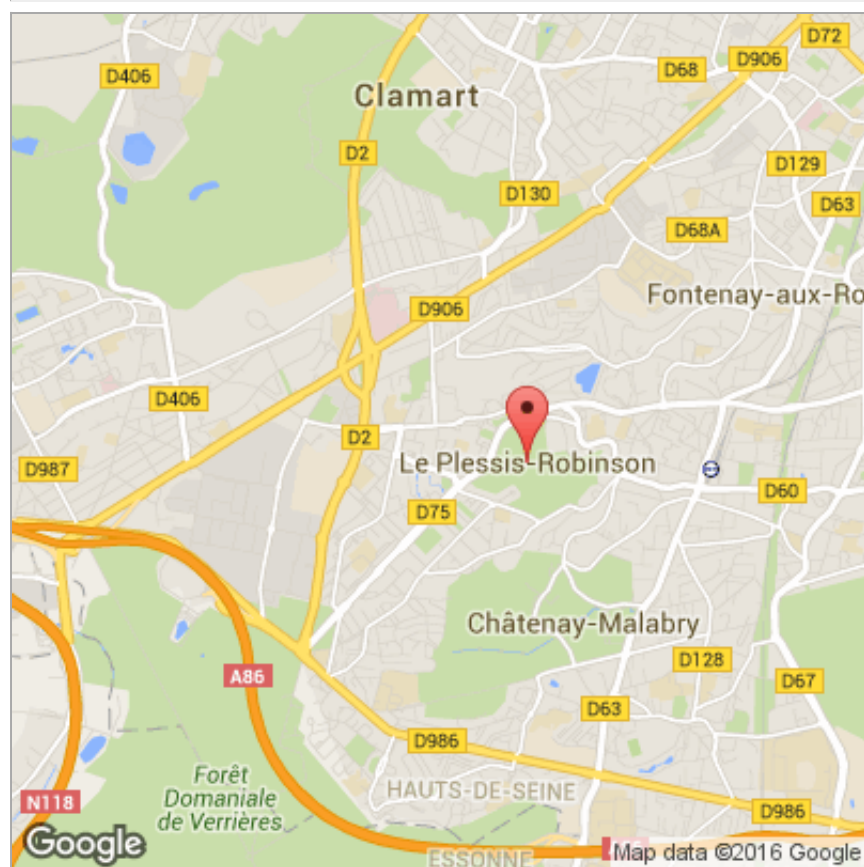 D72
D906
D68
D406
Clamart
D2
D129
D130
D63
D68A
Fontenay-aux-Ro
D906
D406
D2
Le Plessis-Robinson
D987
D60
D75
Châtenay-Malabry
D128
A86
D67
D63
D986
Forêt
Domaniale
de Verrières
HAUTS-DE-SEINE
N118
D986
Google
ESSONNE
Map data ©2016 Google